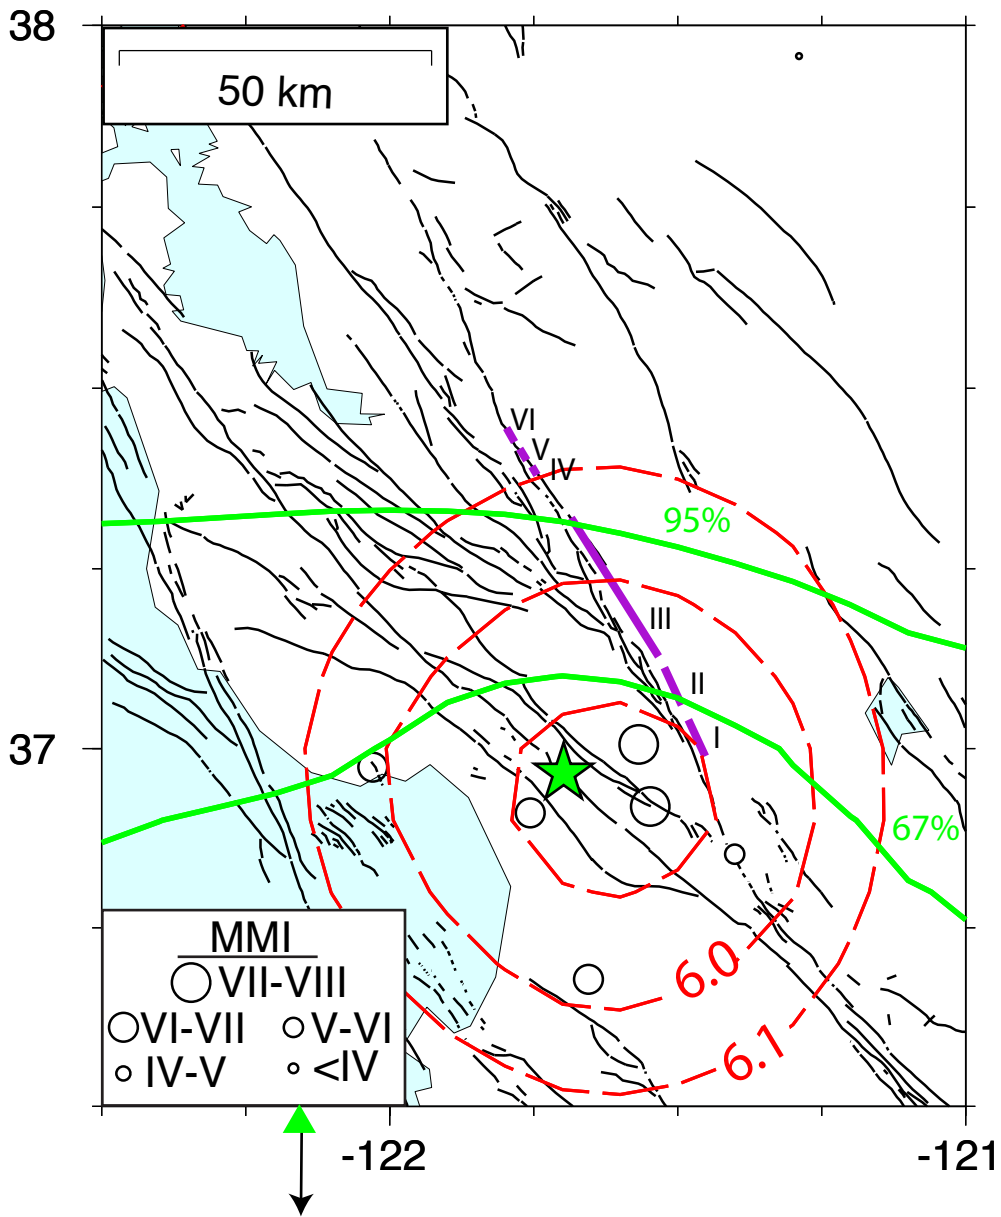 38
50 km
VI
V
IV
95%
III
II
I
37
67%
6.0
6.1
MMI
VII-VIII
VI-VII V-VI
IV-V <IV
-122 -121